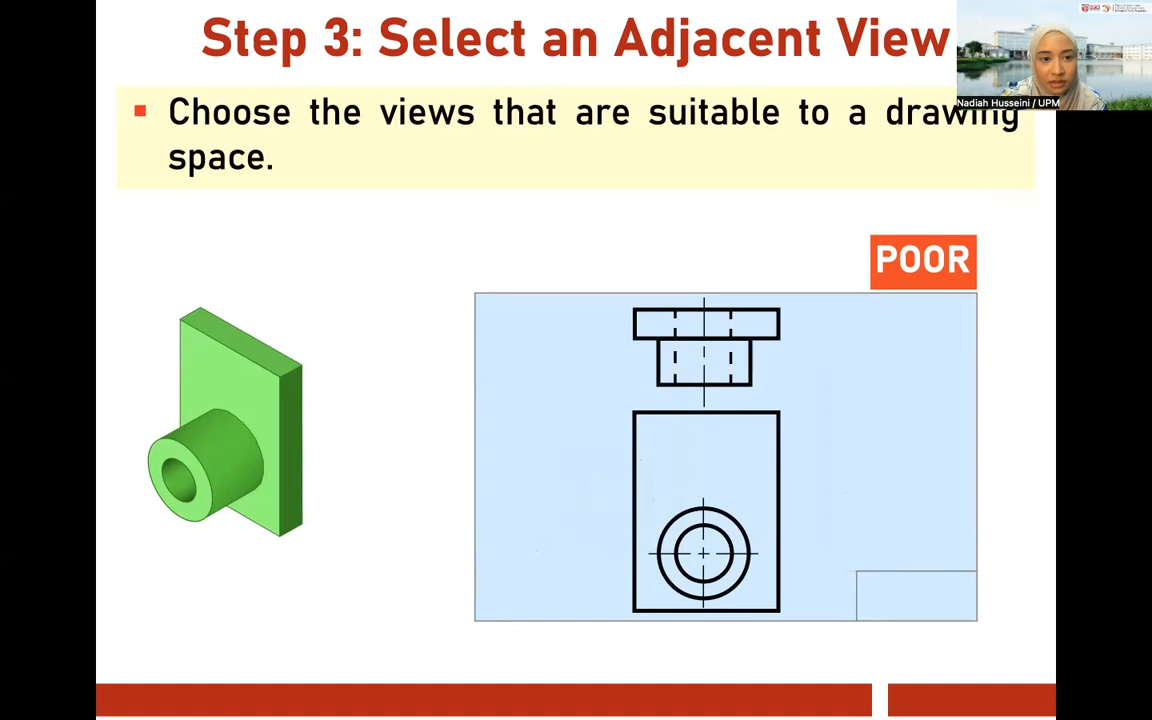 Step 3: Select an Adjacent View
Nadiah Husseini / UPM
▪ Choose the views that are suitable to a drawing
space.
POOR